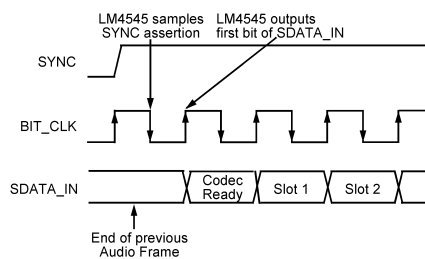 LM4545 samples
SYNC assertion
LM4545 outputs
first bit of SDATA_IN
SYNC
BIT_CLK
SDATA_IN
Codec
Ready
Slot 1
Slot 2
End of previous
Audio Frame